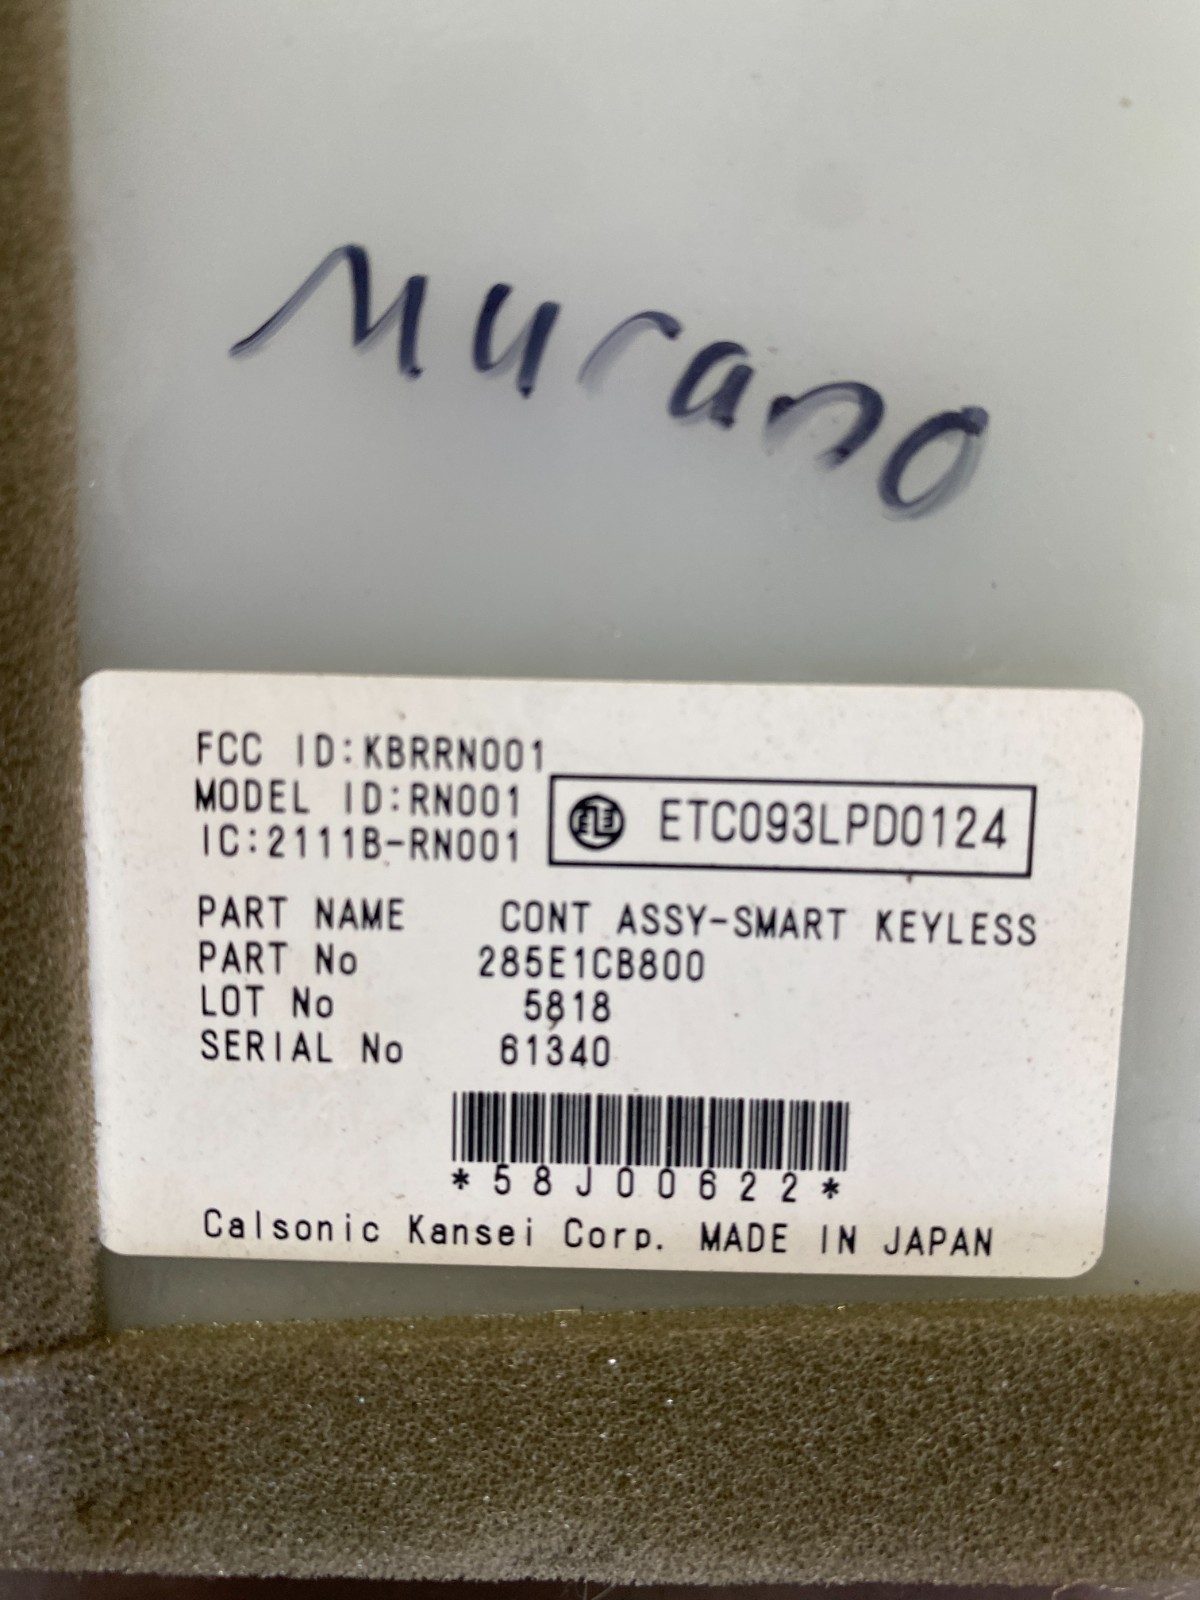 Murano
FCC ID:KBRRN001
MODEL ID:RN001
IC:2111B-RN001
ETC093LPD0124
PART NAME CONT ASSY-SMART KEYLESS
PART No 285E1CB800
LOT No 5818
SERIAL No 61340
*58J00622*
Calsonic Kansei Corp. MADE IN JAPAN